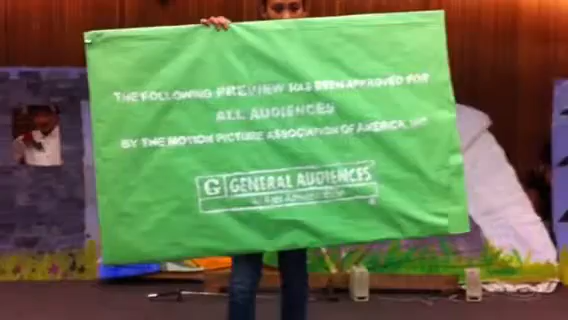 THE FOLLOWING PREVIEW HAS BEEN APPROVED FOR
ALL AUDIENCES
BY THE MOTION PICTURE ASSOCIATION OF AMERICA, INC.
G GENERAL AUDIENCES